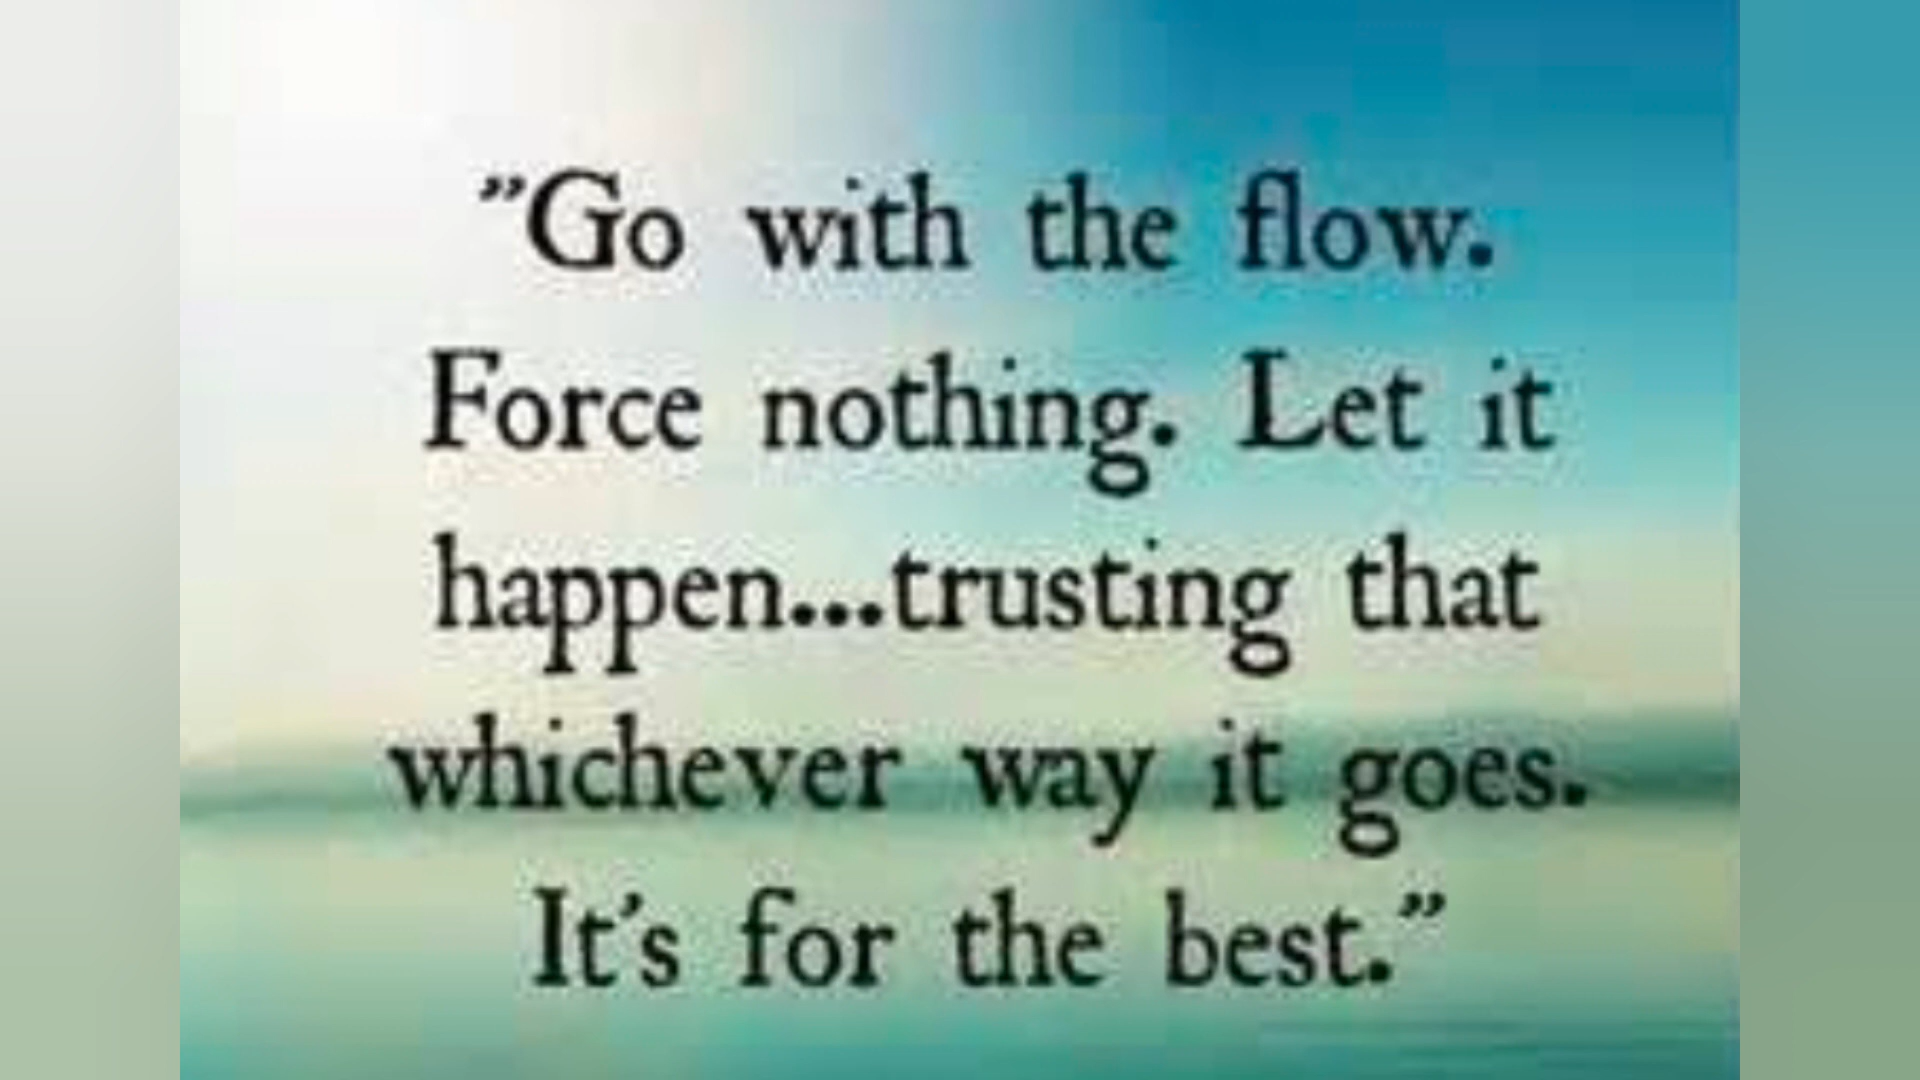 ”Go with the flow.
Force nothing. Let it
happen...trusting that
whichever way it goes.
It’s for the best.”